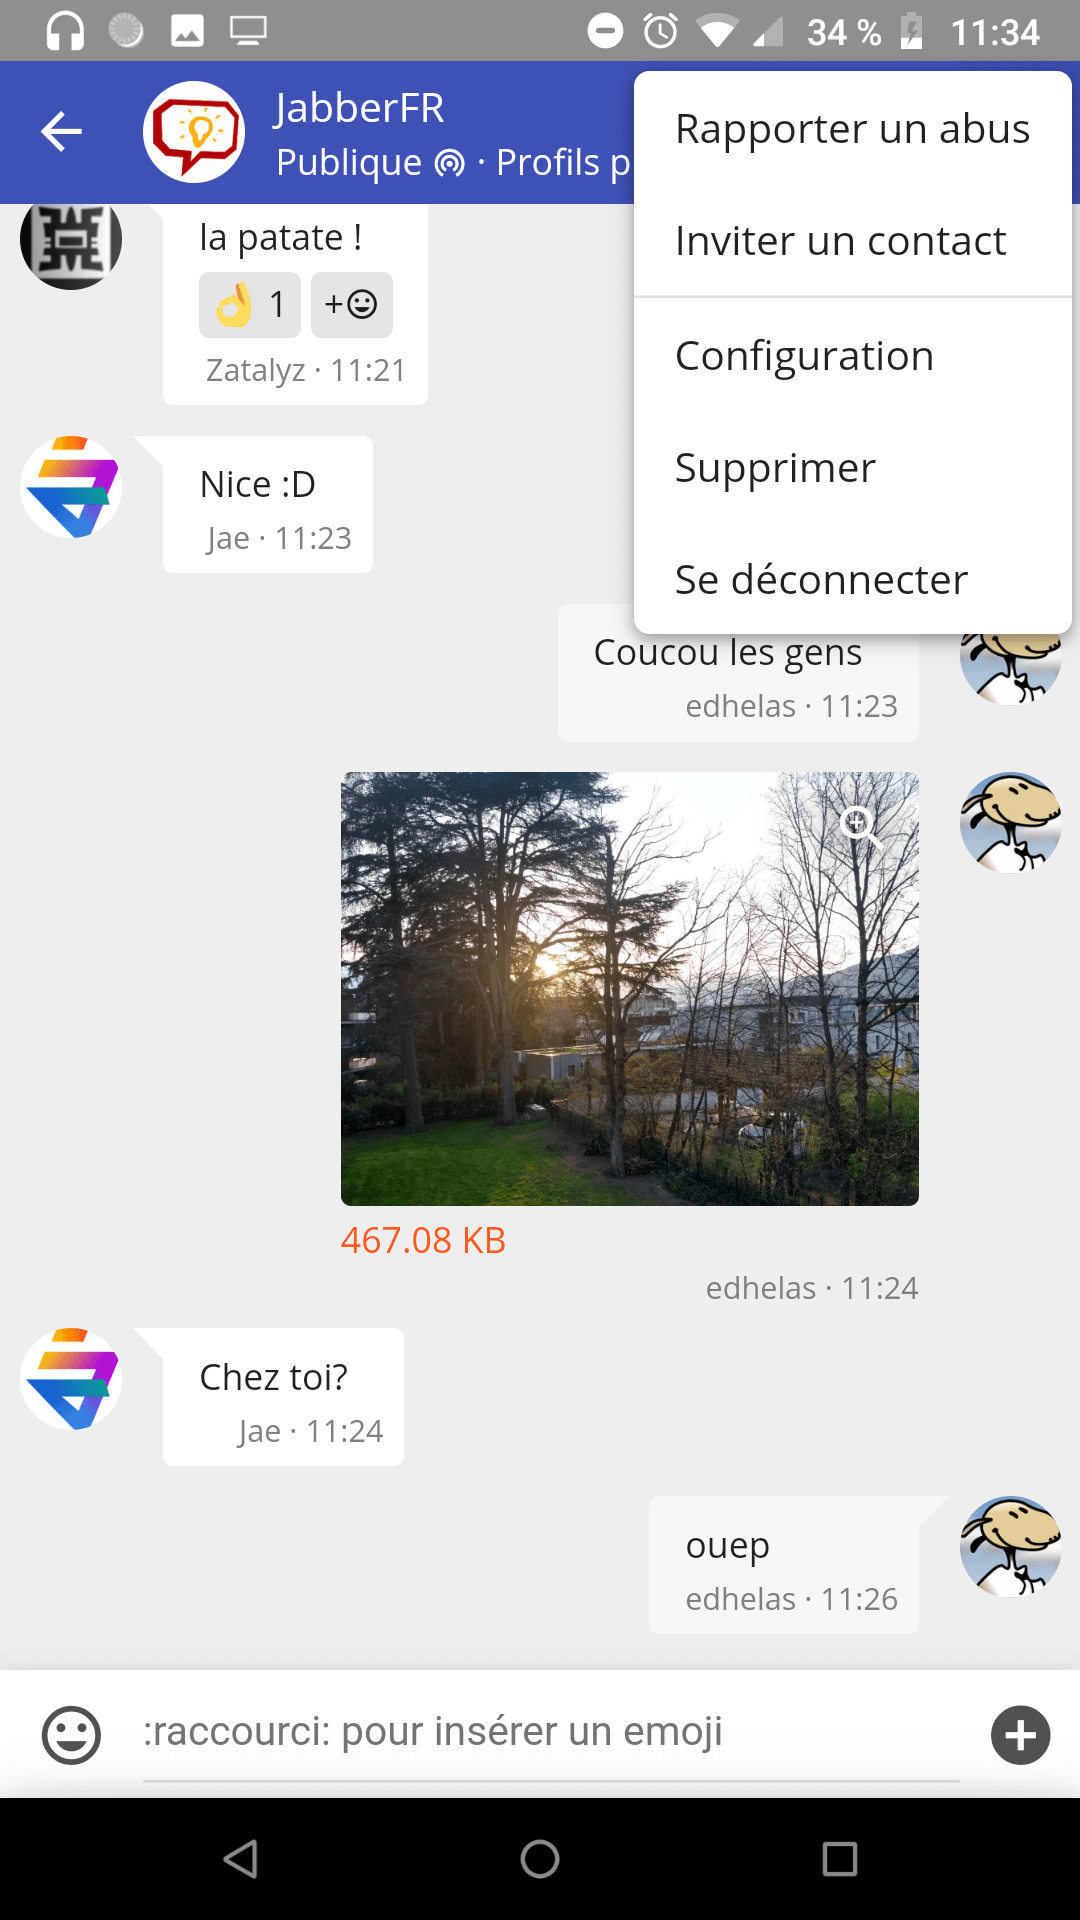 34 % 11:34
JabberFR
Publique · Profils p
Rapporter un abus
Inviter un contact
Configuration
Supprimer
Se déconnecter
la patate !
👌 1 +
Zatalyz · 11:21
Nice :D
Jae · 11:23
Coucou les gens
edhelas · 11:23
467.08 KB
edhelas · 11:24
Chez toi?
Jae · 11:24
ouep
edhelas · 11:26
:raccourci: pour insérer un emoji